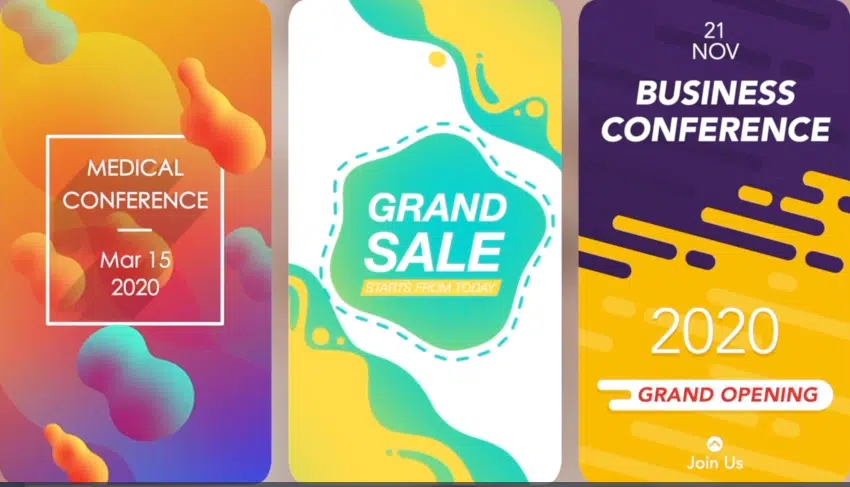 MEDICAL
CONFERENCE
Mar 15
2020
GRAND
SALE
STARTS FROM TODAY
21
NOV
BUSINESS
CONFERENCE
2020
GRAND OPENING
Join Us